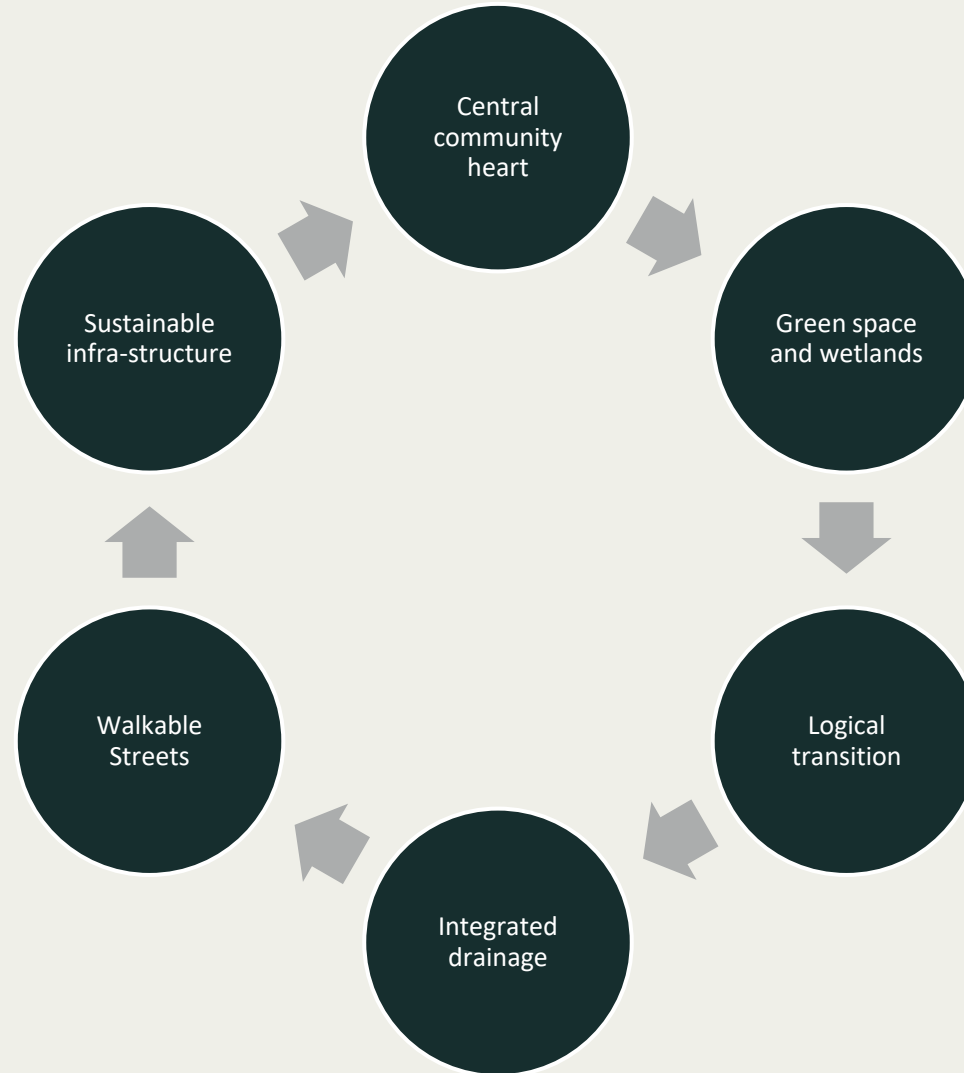 Central
community
heart
Green space
and wetlands
Logical
transition
Integrated
drainage
Walkable
Streets
Sustainable
infra-structure